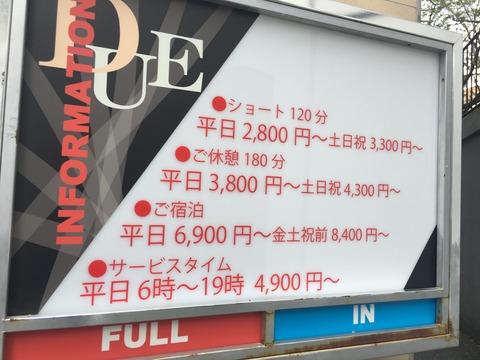 DUE
INFORMATION
●ショート 120分
平日 2,800円～土日祝 3,300円～
●ご休憩 180分
平日 3,800円～土日祝 4,300円～
●ご宿泊
平日 6,900円～金土祝前 8,400円～
●サービスタイム
平日 6時～19時 4,900円～
FULL
IN